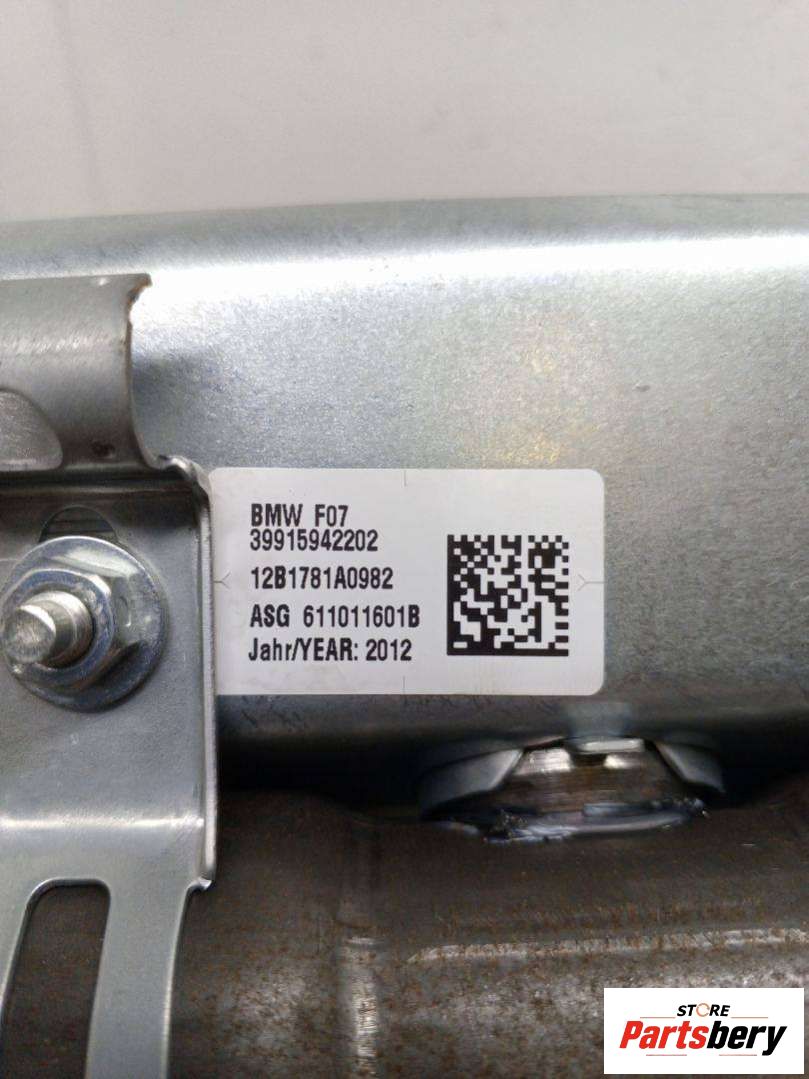 BMW F07
39915942202
12B1781A0982
ASG 611011601B
Jahr/YEAR: 2012
STORE
Partsbery